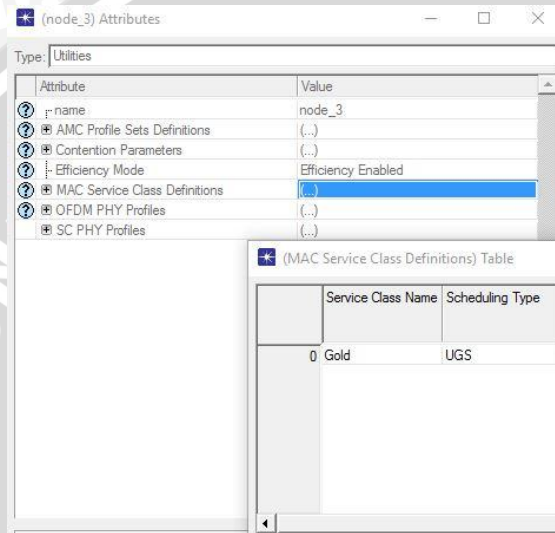 (node_3) Attributes
Type: Utilities
Attribute Value
name node_3
AMC Profile Sets Definitions (...)
Contention Parameters (...)
Efficiency Mode Efficiency Enabled
MAC Service Class Definitions (...)
OFDM PHY Profiles (...)
SC PHY Profiles (...)
(MAC Service Class Definitions) Table
Service Class Name Scheduling Type
0 Gold UGS